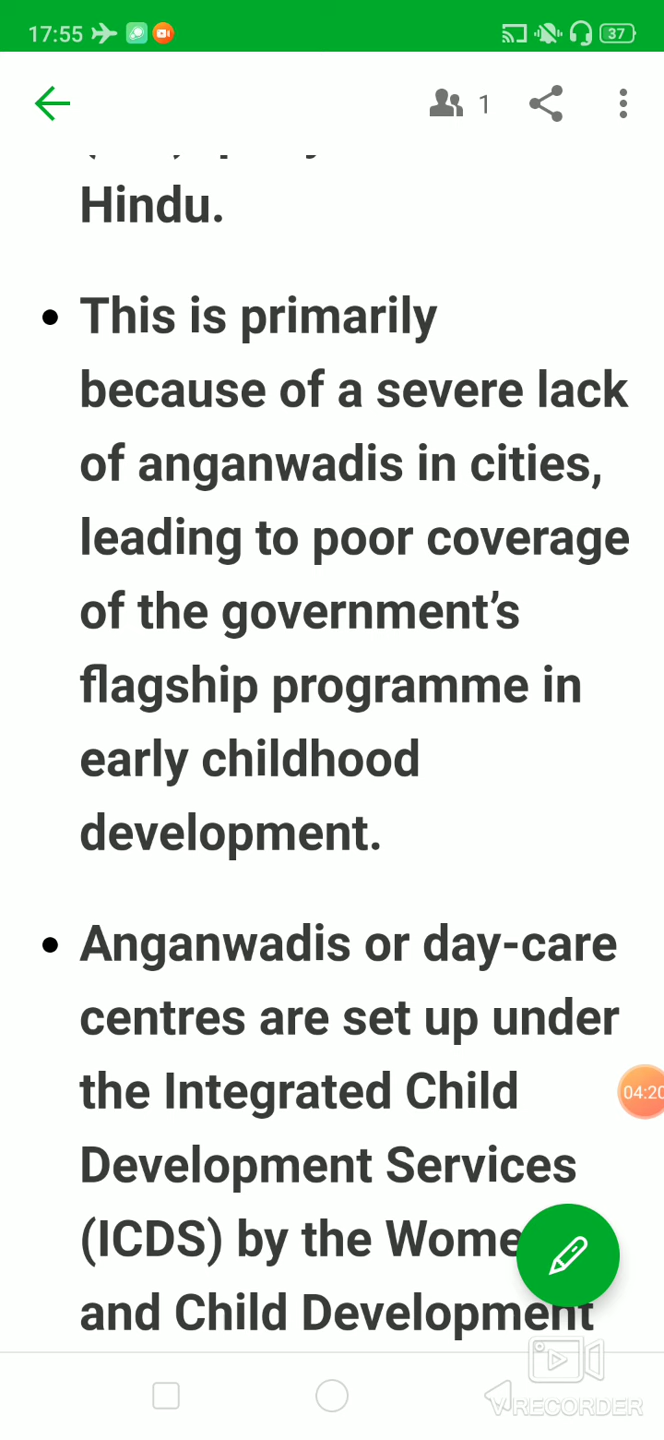 17:55
37
1
Hindu.
This is primarily
because of a severe lack
of anganwadis in cities,
leading to poor coverage
of the government’s
flagship programme in
early childhood
development.
Anganwadis or day-care
centres are set up under
the Integrated Child
04:20
Development Services
(ICDS) by the Wome
and Child Development
VRECORDER